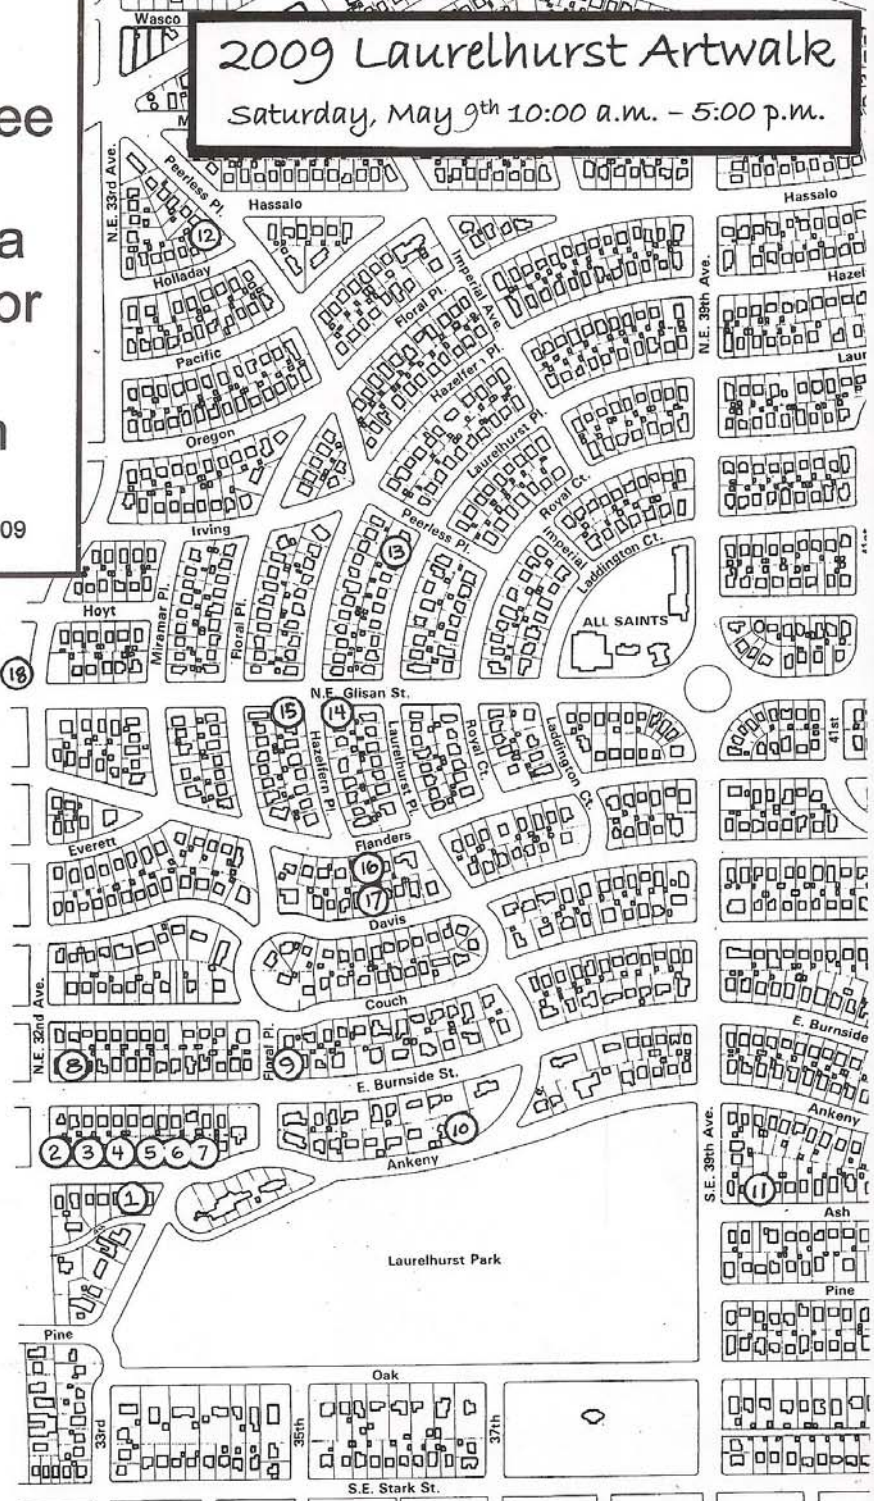 Wasco
2009 Laurelhurst Artwalk
Saturday, May 9th 10:00 a.m. – 5:00 p.m.
ee
a
or
n
09
M
N.E. 33rd Ave.
Peerless Pl.
Hassalo
Hassalo
12
Holladay
Imperial Ave.
Floral Pl.
N.E. 39th Ave.
Hazel
Pacific
Hazelfern Pl.
Laur
Oregon
Laurelhurst Pl.
Royal Ct.
Irving
Peerless Pl.
Imperial
Laddington Ct.
13
41st
Hoyt
Miramar Pl.
Floral Pl.
ALL SAINTS
18
N.E. Glisan St.
15
14
Hazelfern Pl.
Laurelhurst Pl.
Royal Ct.
Laddington Ct.
41st
Everett
Flanders
16
17
Davis
Couch
N.E. 32nd Ave.
Floral Pl.
8
9
E. Burnside St.
E. Burnside
Ankeny
2 3 4 5 6 7
10
Ankeny
S.E. 39th Ave.
1
11
Ash
Laurelhurst Park
Pine
Pine
Oak
33rd
35th
37th
S.E. Stark St.